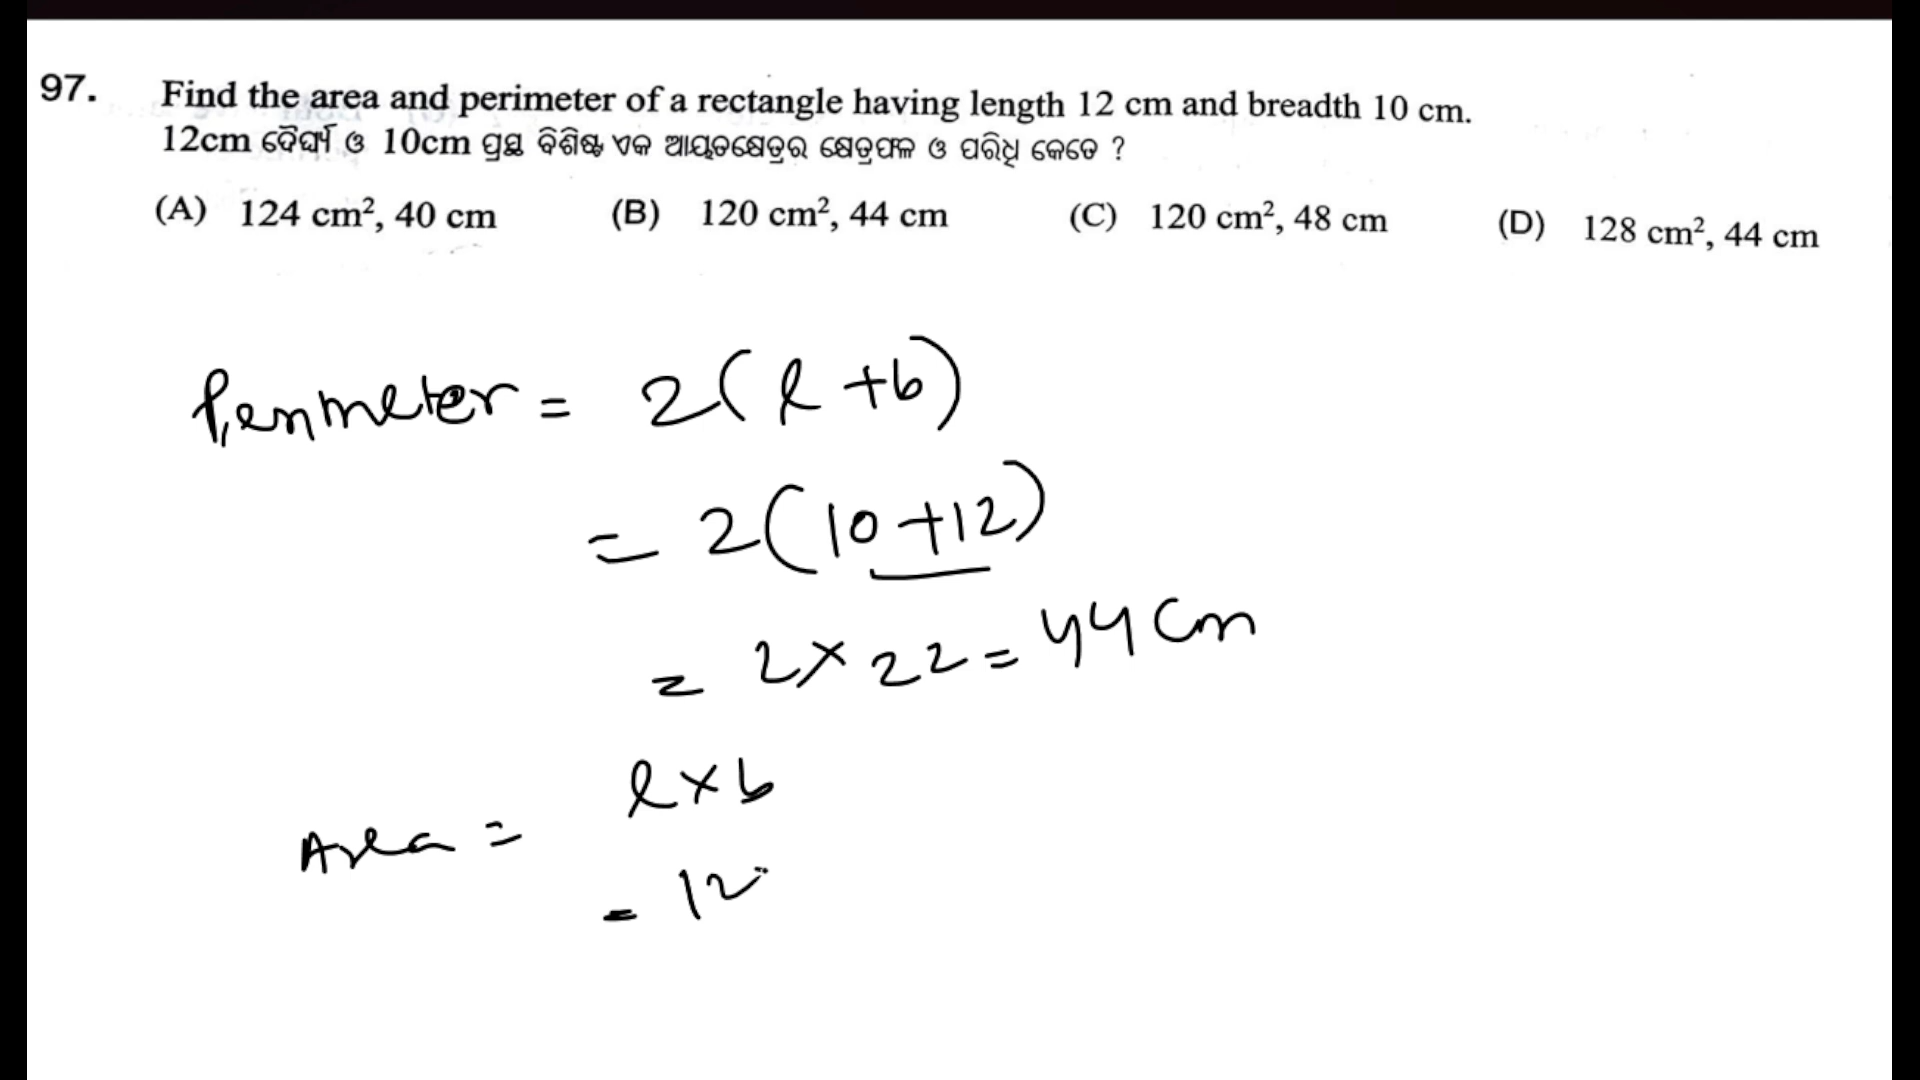 97. Find the area and perimeter of a rectangle having length 12 cm and breadth 10 cm.
12cm ଦୈର୍ଘ୍ୟ ଓ 10cm ପ୍ରସ୍ଥ ବିଶିଷ୍ଟ ଏକ ଆୟତକ୍ଷେତ୍ରର କ୍ଷେତ୍ରଫଳ ଓ ପରିଧି କେତେ ?
(A) 124 cm², 40 cm (B) 120 cm², 44 cm (C) 120 cm², 48 cm (D) 128 cm², 44 cm
Perimeter = 2(l+b)
= 2(10+12)
= 2×22 = 44 cm
Area = l×b
= 12